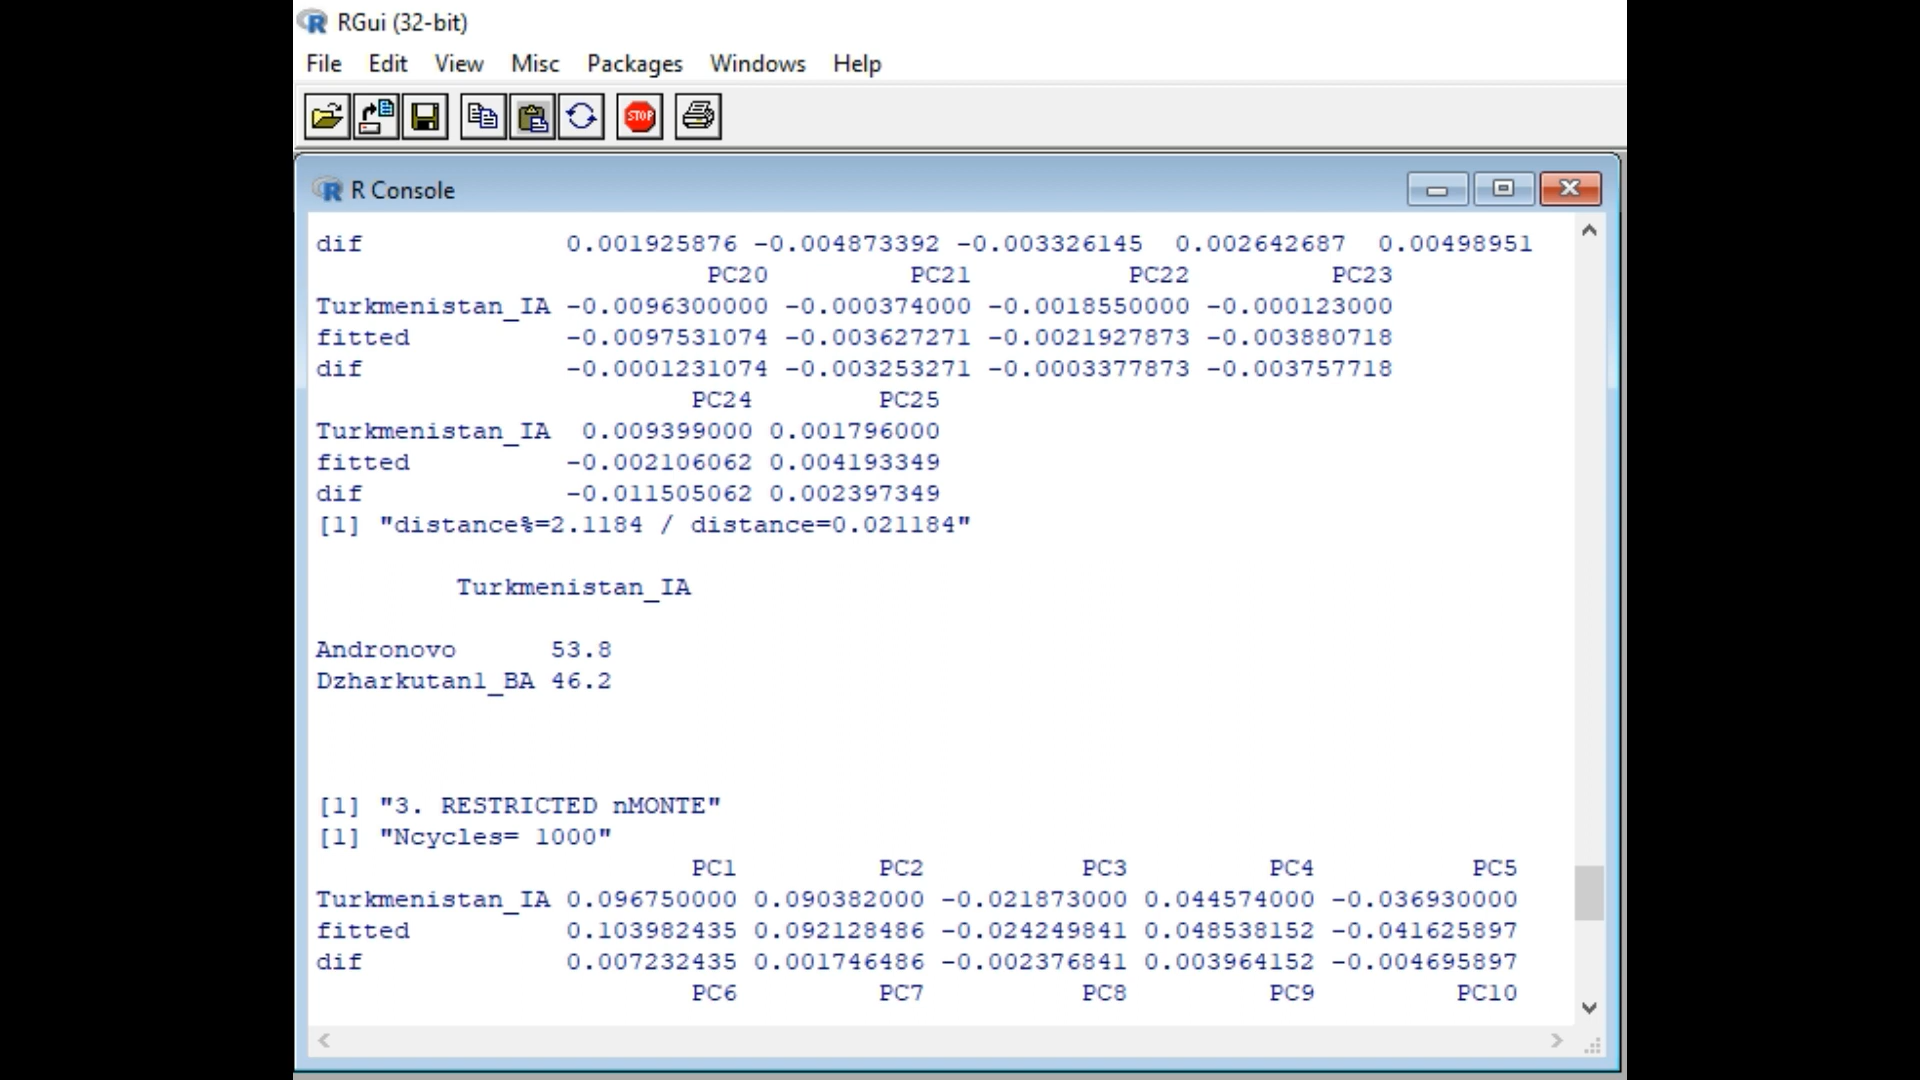 RGui (32-bit)
File Edit View Misc Packages Windows Help
STOP
R Console
dif 0.001925876 -0.004873392 -0.003326145 0.002642687 0.00498951
PC20 PC21 PC22 PC23
Turkmenistan_IA -0.0096300000 -0.000374000 -0.0018550000 -0.000123000
fitted -0.0097531074 -0.003627271 -0.0021927873 -0.003880718
dif -0.0001231074 -0.003253271 -0.0003377873 -0.003757718
PC24 PC25
Turkmenistan_IA 0.009399000 0.001796000
fitted -0.002106062 0.004193349
dif -0.011505062 0.002397349
[1] "distance%=2.1184 / distance=0.021184"
Turkmenistan_IA
Andronovo 53.8
Dzharkutan1_BA 46.2
[1] "3. RESTRICTED nMONTE"
[1] "Ncycles= 1000"
PC1 PC2 PC3 PC4 PC5
Turkmenistan_IA 0.096750000 0.090382000 -0.021873000 0.044574000 -0.036930000
fitted 0.103982435 0.092128486 -0.024249841 0.048538152 -0.041625897
dif 0.007232435 0.001746486 -0.002376841 0.003964152 -0.004695897
PC6 PC7 PC8 PC9 PC10